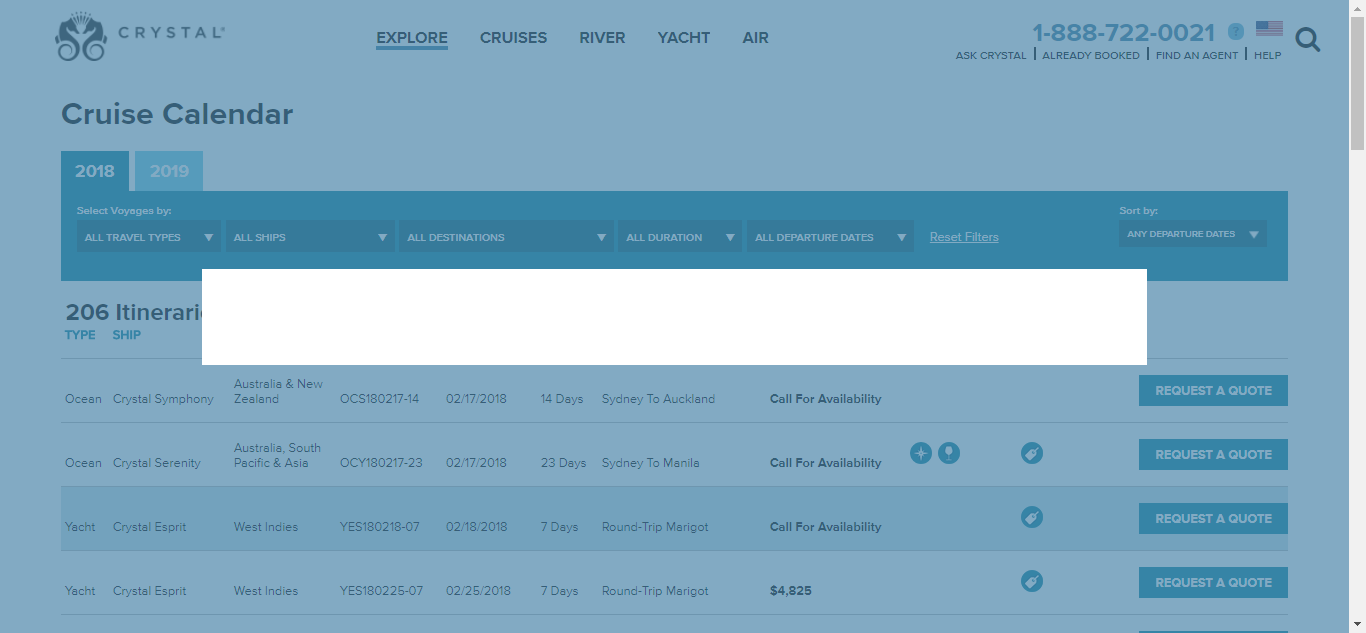 CRYSTAL
EXPLORE CRUISES RIVER YACHT AIR
1-888-722-0021 ?
ASK CRYSTAL ALREADY BOOKED FIND AN AGENT HELP
Cruise Calendar
2018 2019
Select Voyages by: Sort by:
ALL TRAVEL TYPES ALL SHIPS ALL DESTINATIONS ALL DURATION ALL DEPARTURE DATES Reset Filters ANY DEPARTURE DATES
206 Itinerari
TYPE SHIP
Ocean Crystal Symphony Australia & New Zealand OCS180217-14 02/17/2018 14 Days Sydney To Auckland Call For Availability REQUEST A QUOTE
Ocean Crystal Serenity Australia, South Pacific & Asia OCY180217-23 02/17/2018 23 Days Sydney To Manila Call For Availability REQUEST A QUOTE
Yacht Crystal Esprit West Indies YES180218-07 02/18/2018 7 Days Round-Trip Marigot Call For Availability REQUEST A QUOTE
Yacht Crystal Esprit West Indies YES180225-07 02/25/2018 7 Days Round-Trip Marigot $4,825 REQUEST A QUOTE